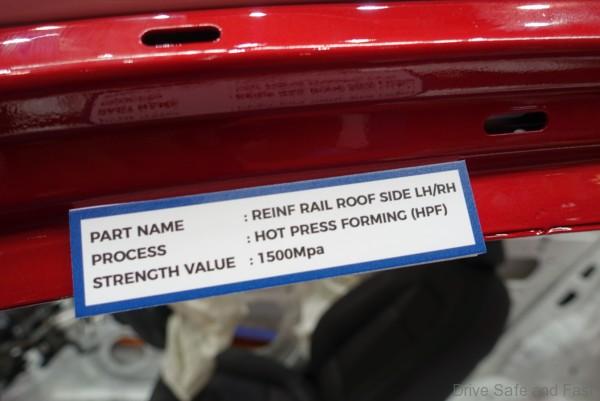 PART NAME : REINF RAIL ROOF SIDE LH/RH
PROCESS : HOT PRESS FORMING (HPF)
STRENGTH VALUE : 1500Mpa
Drive Safe and Fast